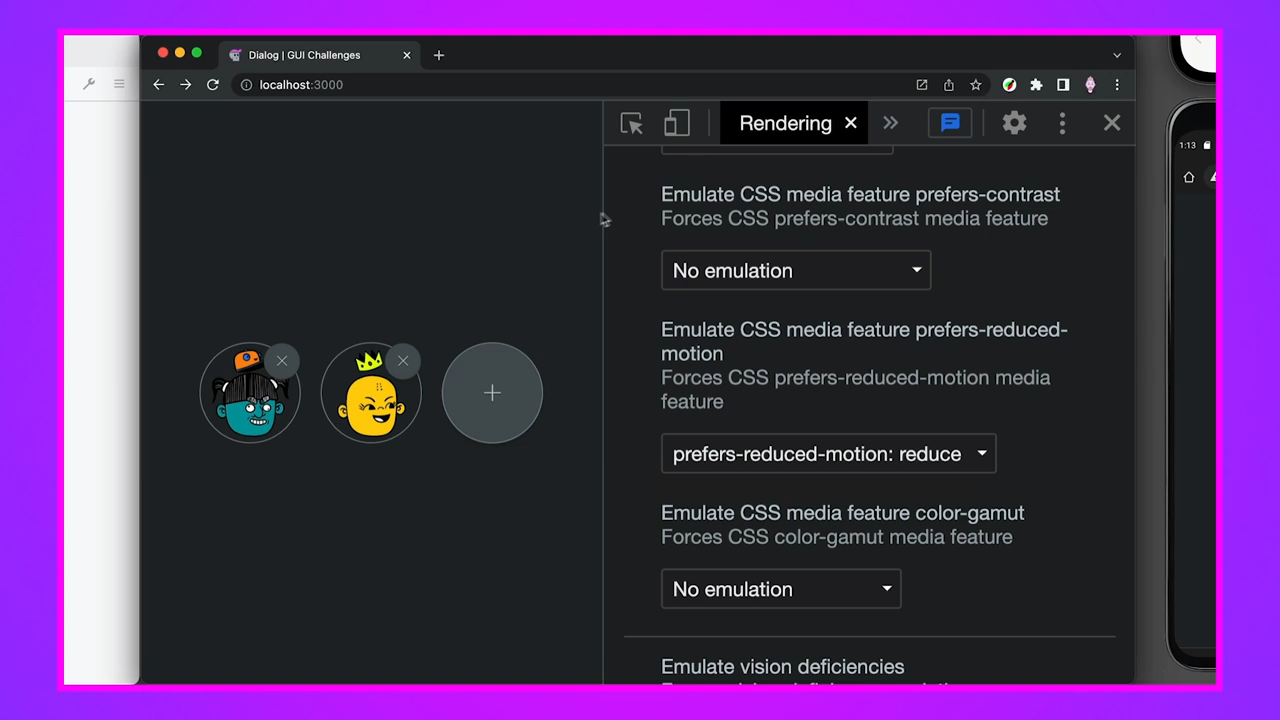 Dialog | GUI Challenges
localhost:3000
Rendering
1:13
Emulate CSS media feature prefers-contrast
Forces CSS prefers-contrast media feature
No emulation
Emulate CSS media feature prefers-reduced-
motion
Forces CSS prefers-reduced-motion media
feature
prefers-reduced-motion: reduce
Emulate CSS media feature color-gamut
Forces CSS color-gamut media feature
No emulation
Emulate vision deficiencies